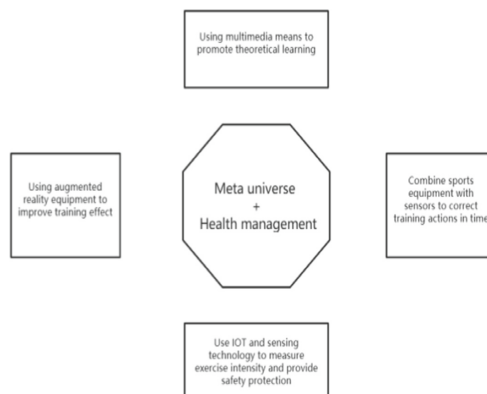 Using multimedia means to
promote theoretical learning
Using augmented
reality equipment to
improve training effect
Meta universe
+
Health management
Combine sports
equipment with
sensors to correct
training actions in time
Use IOT and sensing
technology to measure
exercise intensity and provide
safety protection